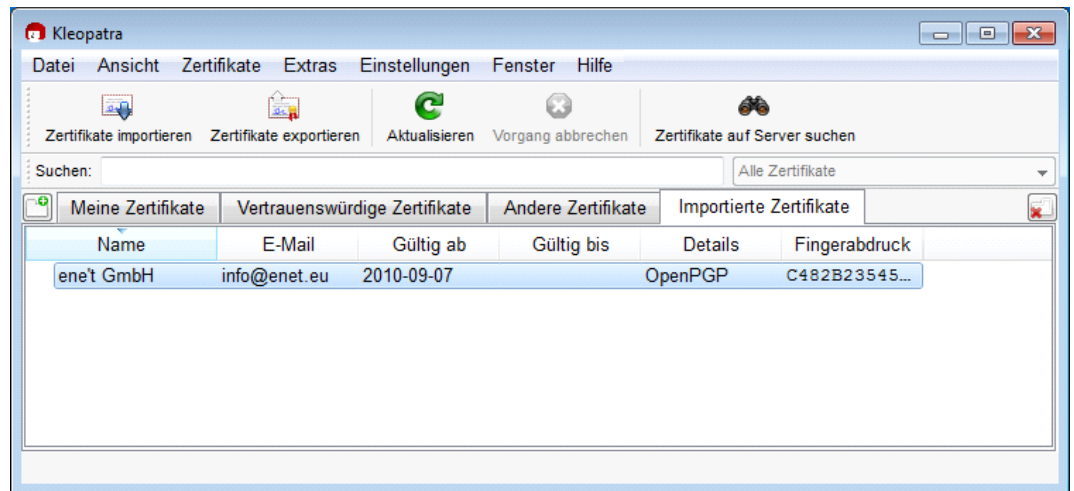 Kleopatra
Datei Ansicht Zertifikate Extras Einstellungen Fenster Hilfe
Zertifikate importieren Zertifikate exportieren Aktualisieren Vorgang abbrechen Zertifikate auf Server suchen
Suchen: Alle Zertifikate
Meine Zertifikate Vertrauenswürdige Zertifikate Andere Zertifikate Importierte Zertifikate
Name E-Mail Gültig ab Gültig bis Details Fingerabdruck
ene't GmbH info@enet.eu 2010-09-07 OpenPGP C482B23545...